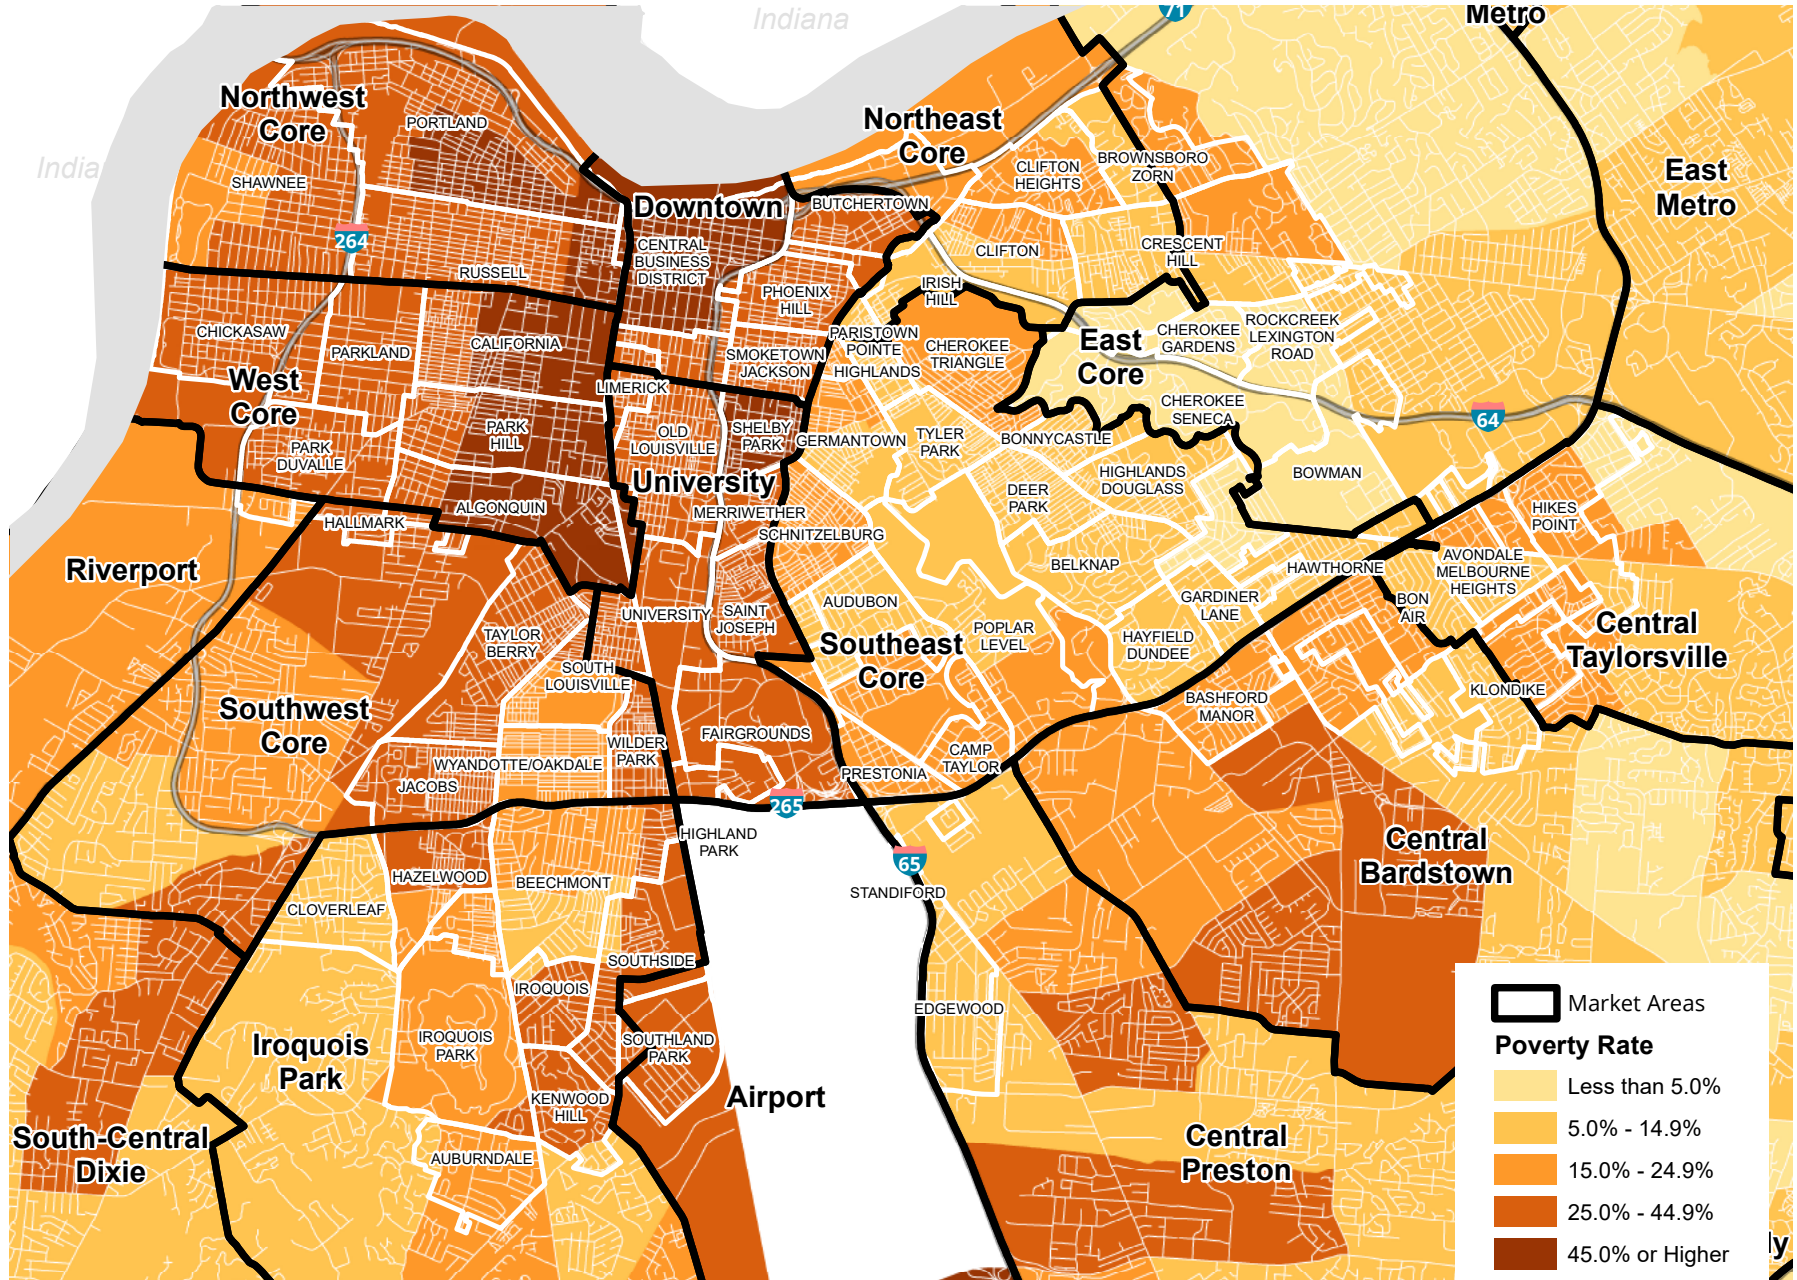 Indiana
71
Metro
Northwest
Core
PORTLAND
Northeast
Core
India
SHAWNEE
CLIFTON
HEIGHTS
BROWNSBORO
ZORN
East
Metro
Downtown
BUTCHERTOWN
264
RUSSELL
CENTRAL
BUSINESS
DISTRICT
CLIFTON
CRESCENT
HILL
PHOENIX
HILL
IRISH
HILL
CHICKASAW
PARKLAND
CALIFORNIA
PARISTOWN
POINTE
HIGHLANDS
CHEROKEE
TRIANGLE
East
Core
CHEROKEE
GARDENS
ROCKCREEK
LEXINGTON
ROAD
SMOKETOWN
JACKSON
West
Core
LIMERICK
CHEROKEE
SENECA
64
PARK
DUVALLE
PARK
HILL
OLD
LOUISVILLE
SHELBY
PARK
GERMANTOWN
TYLER
PARK
BONNYCASTLE
HIGHLANDS
DOUGLASS
BOWMAN
University
HALLMARK
ALGONQUIN
MERRIWETHER
SCHNITZELBURG
DEER
PARK
HIKES
POINT
Riverport
BELKNAP
HAWTHORNE
AVONDALE
MELBOURNE
HEIGHTS
UNIVERSITY
SAINT
JOSEPH
AUDUBON
GARDINER
LANE
BON
AIR
TAYLOR
BERRY
Southeast
Core
POPLAR
LEVEL
HAYFIELD
DUNDEE
Central
Taylorsville
SOUTH
LOUISVILLE
Southwest
Core
BASHFORD
MANOR
KLONDIKE
FAIRGROUNDS
WILDER
PARK
WYANDOTTE/OAKDALE
JACOBS
PRESTONIA
CAMP
TAYLOR
265
HIGHLAND
PARK
65
Central
Bardstown
HAZELWOOD
BEECHMONT
STANDIFORD
CLOVERLEAF
SOUTHSIDE
IROQUOIS
EDGEWOOD
Iroquois
Park
IROQUOIS
PARK
SOUTHLAND
PARK
Airport
KENWOOD
HILL
South-Central
Dixie
AUBURNDALE
Central
Preston
Market Areas
Poverty Rate
Less than 5.0%
5.0% - 14.9%
15.0% - 24.9%
25.0% - 44.9%
45.0% or Higher
ly